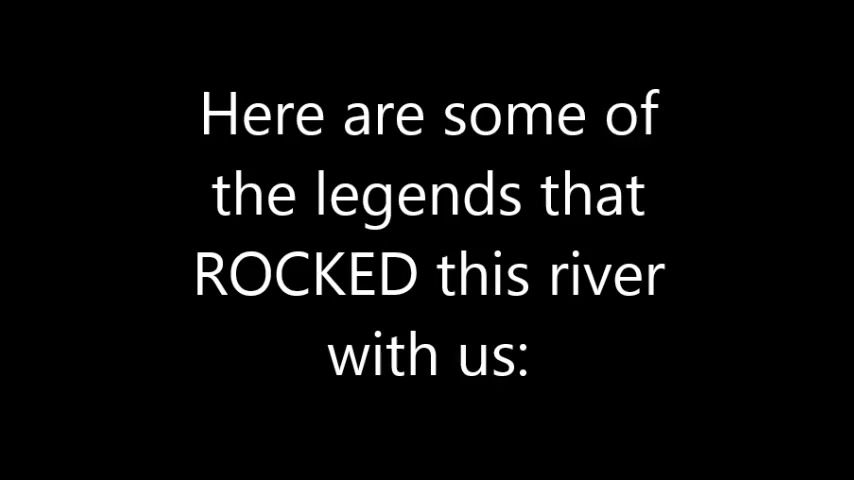 Here are some of
the legends that
ROCKED this river
with us: